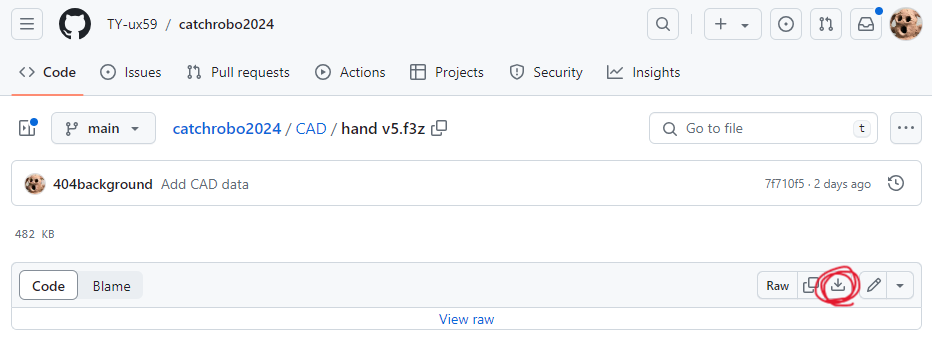 TY-ux59 / catchrobo2024
Code Issues Pull requests Actions Projects Security Insights
main catchrobo2024 / CAD / hand v5.f3z Go to file t
404background Add CAD data 7f710f5 · 2 days ago
482 KB
Code Blame Raw
View raw